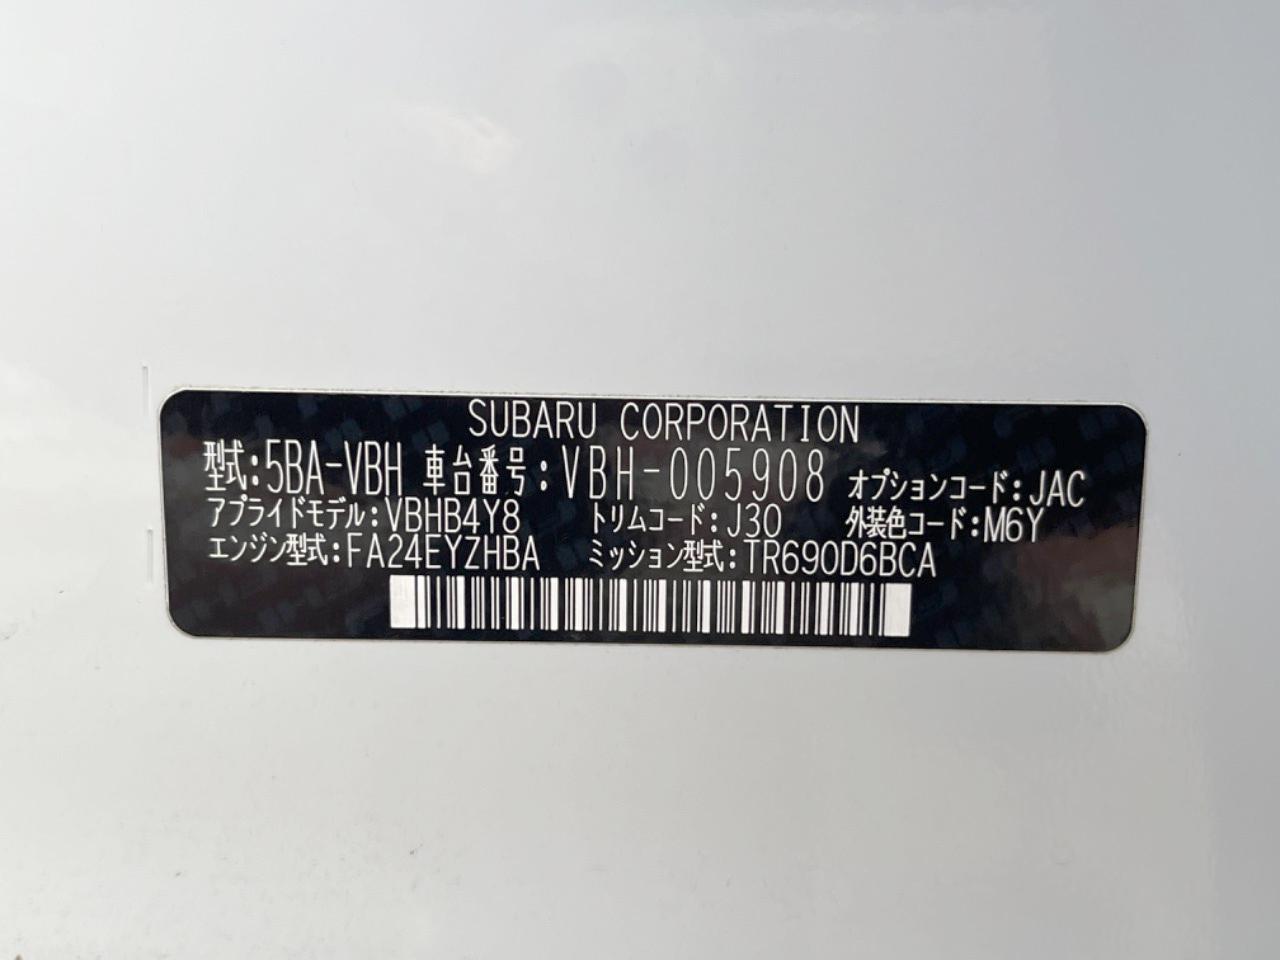 SUBARU CORPORATION
型式:5BA-VBH 車台番号:VBH-005908 オプションコード:JAC
アプライドモデル:VBHB4Y8 トリムコード:J30 外装色コード:M6Y
エンジン型式:FA24EYZHBA ミッション型式:TR690D6BCA